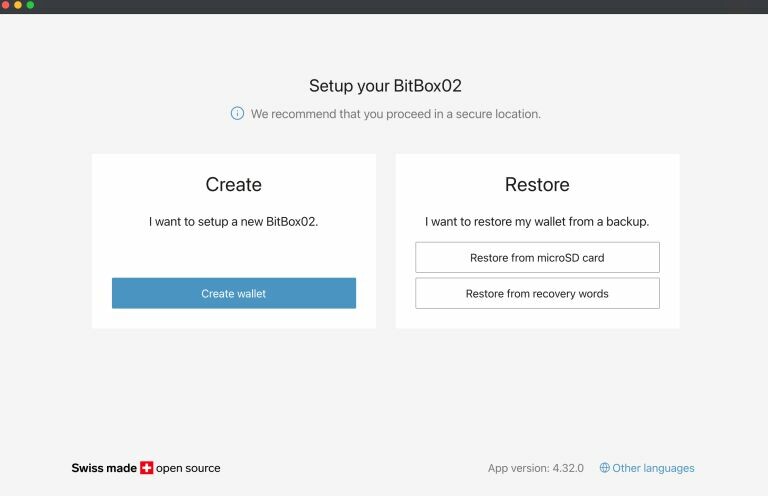 Setup your BitBox02
We recommend that you proceed in a secure location.
Create
I want to setup a new BitBox02.
Create wallet
Restore
I want to restore my wallet from a backup.
Restore from microSD card
Restore from recovery words
Swiss made open source
App version: 4.32.0
Other languages